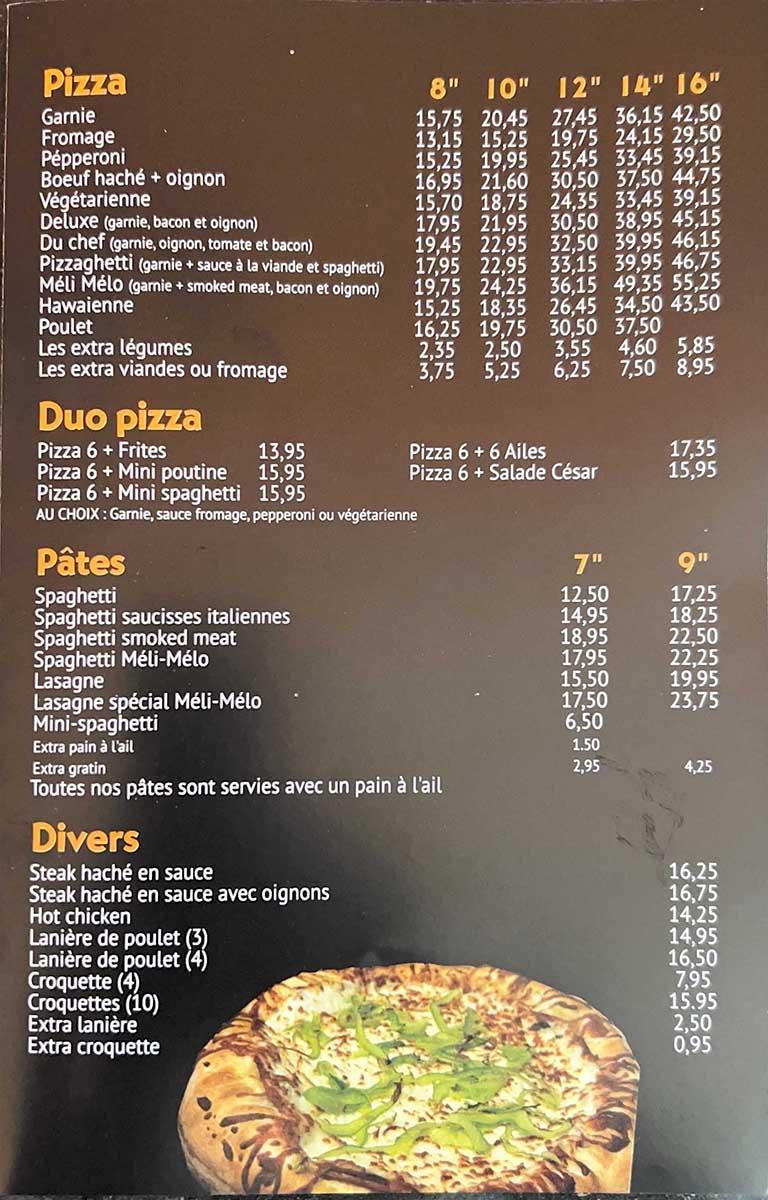 Pizza 8" 10" 12" 14" 16"
Garnie 15,75 20,45 27,45 36,15 42,50
Fromage 13,15 15,25 19,75 24,15 29,50
Pépperoni 15,25 19,95 25,45 33,45 39,15
Boeuf haché + oignon 16,95 21,60 30,50 37,50 44,75
Végétarienne 15,70 18,75 24,35 33,45 39,15
Deluxe (garnie, bacon et oignon) 17,95 21,95 30,50 38,95 45,15
Du chef (garnie, oignon, tomate et bacon) 19,45 22,95 32,50 39,95 46,15
Pizzaghetti (garnie + sauce à la viande et spaghetti) 17,95 22,95 33,15 39,95 46,75
Méli Mélo (garnie + smoked meat, bacon et oignon) 19,75 24,25 36,15 49,35 55,25
Hawaienne 15,25 18,35 26,45 34,50 43,50
Poulet 16,25 19,75 30,50 37,50
Les extra légumes 2,35 2,50 3,55 4,60 5,85
Les extra viandes ou fromage 3,75 5,25 6,25 7,50 8,95
Duo pizza
Pizza 6 + Frites 13,95 Pizza 6 + 6 Ailes 17,35
Pizza 6 + Mini poutine 15,95 Pizza 6 + Salade César 15,95
Pizza 6 + Mini spaghetti 15,95
AU CHOIX : Garnie, sauce fromage, pepperoni ou végétarienne
Pâtes 7" 9"
Spaghetti 12,50 17,25
Spaghetti saucisses italiennes 14,95 18,25
Spaghetti smoked meat 18,95 22,50
Spaghetti Méli-Mélo 17,95 22,25
Lasagne 15,50 19,95
Lasagne spécial Méli-Mélo 17,50 23,75
Mini-spaghetti 6,50
Extra pain à l'ail 1.50
Extra gratin 2,95 4,25
Toutes nos pâtes sont servies avec un pain à l'ail
Divers
Steak haché en sauce 16,25
Steak haché en sauce avec oignons 16,75
Hot chicken 14,25
Lanière de poulet (3) 14,95
Lanière de poulet (4) 16,50
Croquette (4) 7,95
Croquettes (10) 15.95
Extra lanière 2,50
Extra croquette 0,95